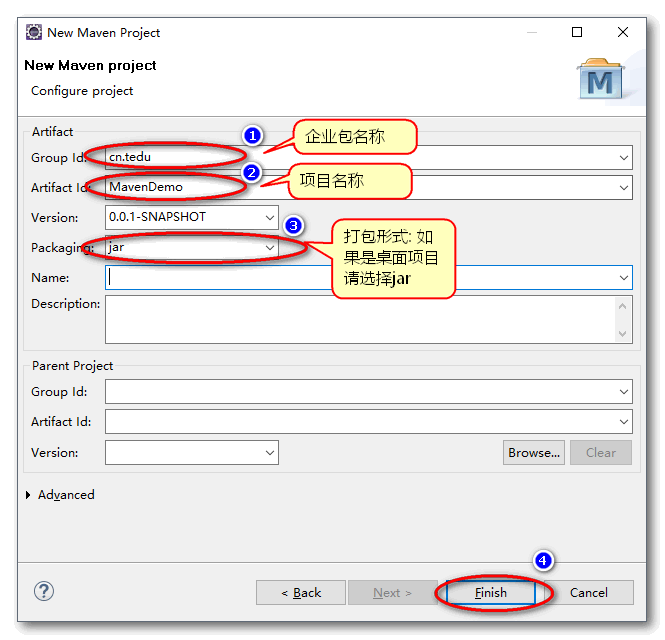 New Maven Project
New Maven project
Configure project
M
Artifact
1
企业包名称
Group Id:
cn.tedu
2
项目名称
Artifact Id:
MavenDemo
Version:
0.0.1-SNAPSHOT
3
打包形式: 如
果是桌面项目
请选择jar
Packaging:
jar
Name:
Description:
Parent Project
Group Id:
Artifact Id:
Version:
Browse...
Clear
Advanced
4
?
< Back
Next >
Finish
Cancel